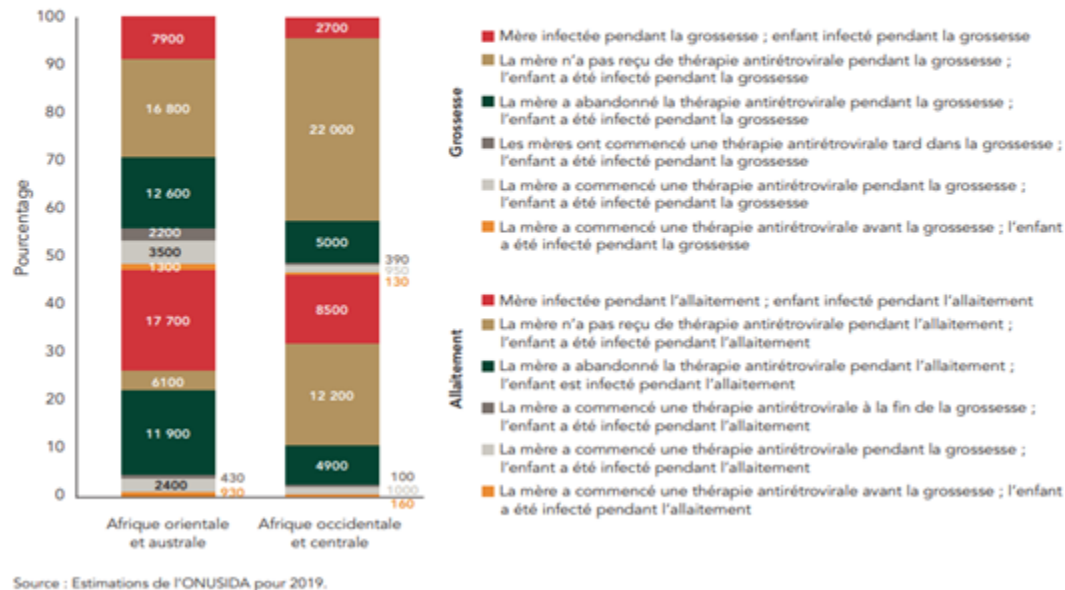 100
90
80
70
60
50
40
30
20
10
0
Pourcentage
7900
16 800
12 600
2200
3500
1300
17 700
6100
11 900
430
2400
930
Afrique orientale
et australe
2700
22 000
5000
390
950
130
8500
12 200
4900
100
1000
160
Afrique occidentale
et centrale
Grossesse
Mère infectée pendant la grossesse ; enfant infecté pendant la grossesse
La mère n'a pas reçu de thérapie antirétrovirale pendant la grossesse ;
l'enfant a été infecté pendant la grossesse
La mère a abandonné la thérapie antirétrovirale pendant la grossesse ;
l'enfant a été infecté pendant la grossesse
Les mères ont commencé une thérapie antirétrovirale tard dans la grossesse ;
l'enfant a été infecté pendant la grossesse
La mère a commencé une thérapie antirétrovirale pendant la grossesse ;
l'enfant a été infecté pendant la grossesse
La mère a commencé une thérapie antirétrovirale avant la grossesse ; l'enfant
a été infecté pendant la grossesse
Allaitement
Mère infectée pendant l'allaitement ; enfant infecté pendant l'allaitement
La mère n'a pas reçu de thérapie antirétrovirale pendant l'allaitement ;
l'enfant a été infecté pendant l'allaitement
La mère a abandonné la thérapie antirétrovirale pendant l'allaitement ;
l'enfant est infecté pendant l'allaitement
La mère a commencé une thérapie antirétrovirale à la fin de la grossesse ;
l'enfant a été infecté pendant l'allaitement
La mère a commencé une thérapie antirétrovirale pendant la grossesse ;
l'enfant a été infecté pendant l'allaitement
La mère a commencé une thérapie antirétrovirale avant la grossesse ; l'enfant
a été infecté pendant l'allaitement
Source : Estimations de l'ONUSIDA pour 2019.